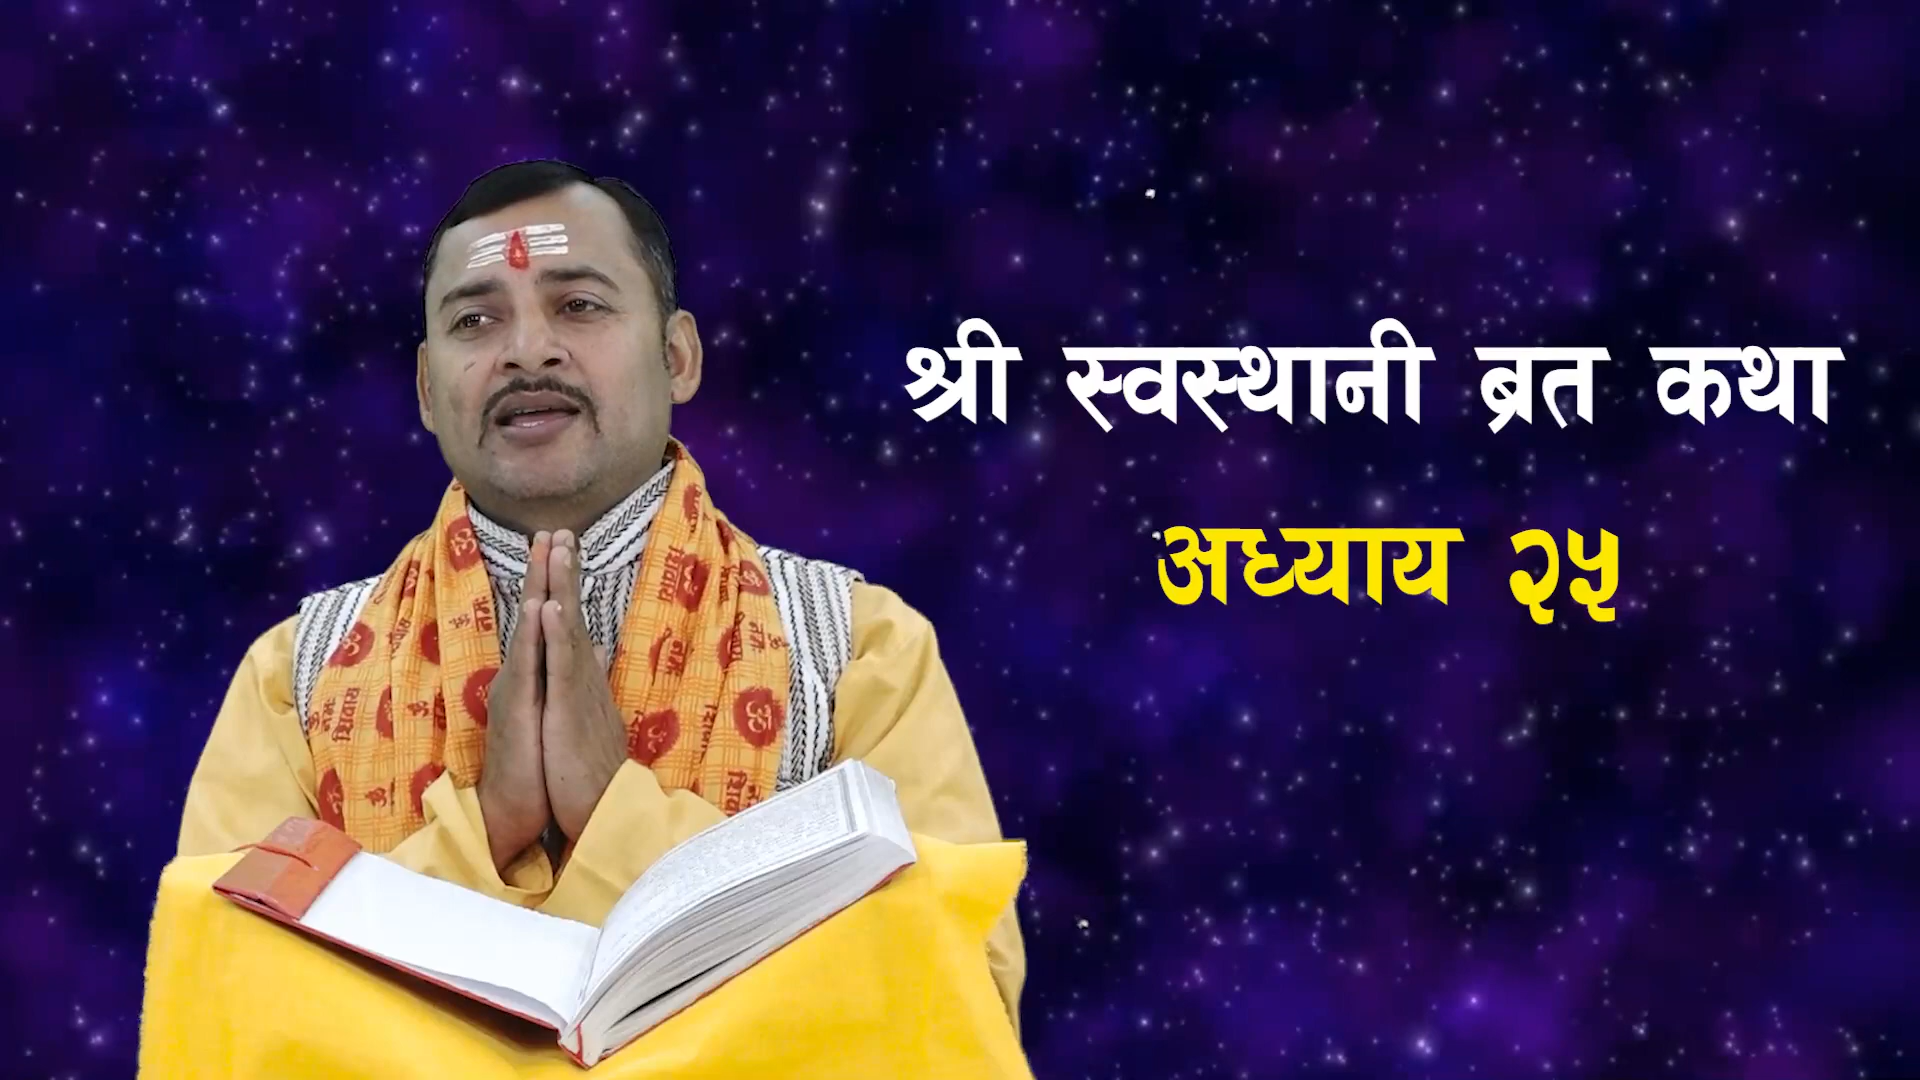 श्री स्वस्थानी ब्रत कथा
अध्याय २५